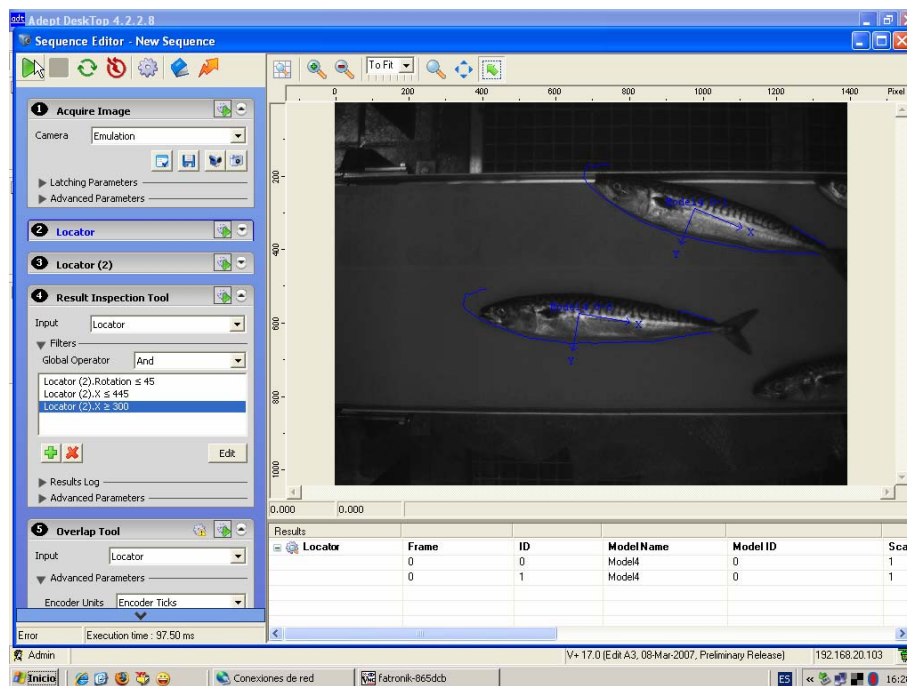 adt Adept DeskTop 4.2.2.8
Sequence Editor - New Sequence
To Fit
1 Acquire Image
Camera Emulation
Latching Parameters
Advanced Parameters
2 Locator
3 Locator (2)
4 Result Inspection Tool
Input Locator
Filters
Global Operator And
Locator (2).Rotation ≤ 45
Locator (2).X ≤ 445
Locator (2).X ≥ 300
Edit
Results Log
Advanced Parameters
5 Overlap Tool
Input Locator
Advanced Parameters
Encoder Units Encoder Ticks
Error Execution time : 97.50 ms
0 200 400 600 800 1000 1200 1400 Pixel
200
400
600
800
1000
X
Y
X
Y
0.000 0.000
Results
Locator Frame ID Model Name Model ID Sca
0 0 Model4 0 1
0 1 Model4 0 1
Admin V+ 17.0 (Edit A3, 08-Mar-2007, Preliminary Release) 192.168.20.103
Inicio Conexiones de red fatronik-865dcb ES 16:28